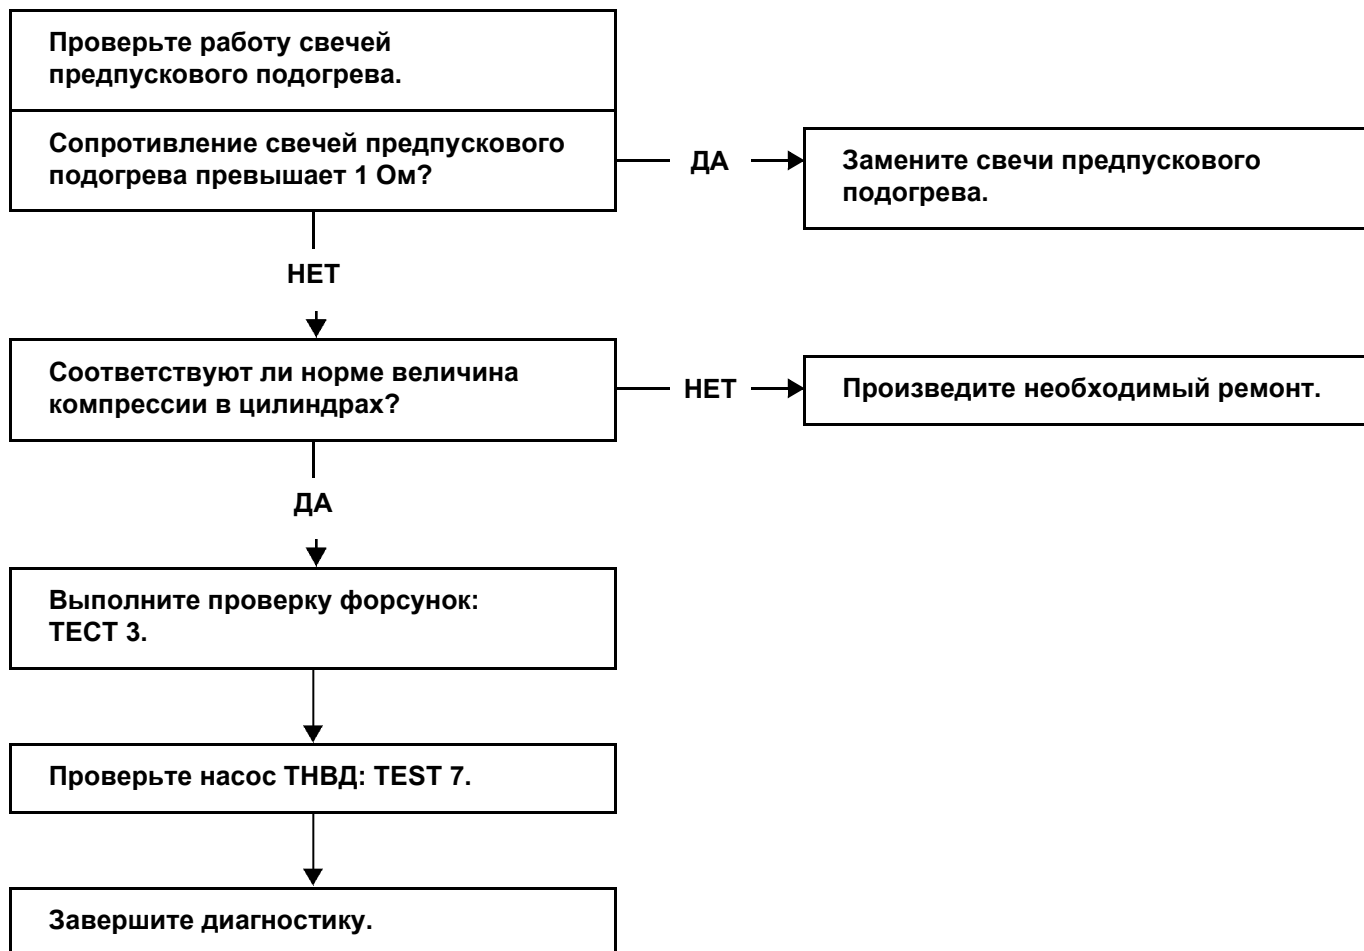 Проверьте работу свечей
предпускового подогрева.
Сопротивление свечей предпускового
подогрева превышает 1 Ом?
ДА
Замените свечи предпускового
подогрева.
НЕТ
Соответствуют ли норме величина
компрессии в цилиндрах?
НЕТ
Произведите необходимый ремонт.
ДА
Выполните проверку форсунок:
ТЕСТ 3.
Проверьте насос ТНВД: TEST 7.
Завершите диагностику.